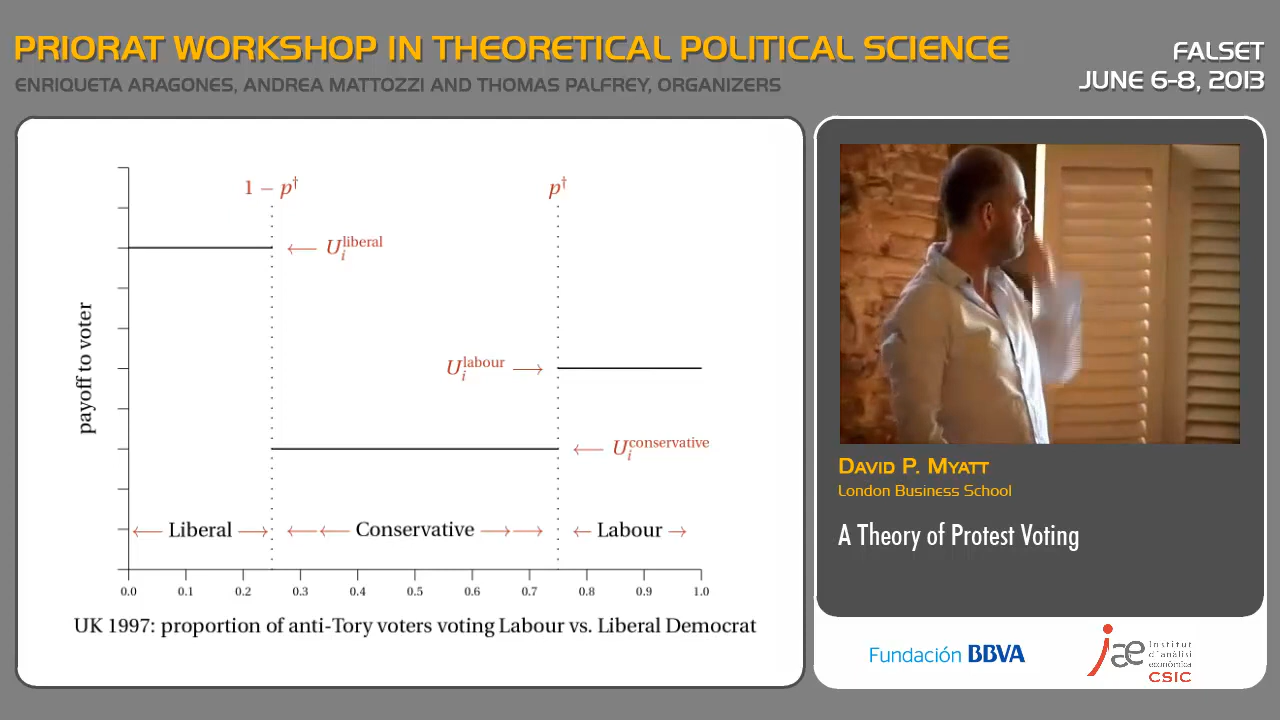 PRIORAT WORKSHOP IN THEORETICAL POLITICAL SCIENCE
ENRIQUETA ARAGONES, ANDREA MATTOZZI AND THOMAS PALFREY, ORGANIZERS
FALSET
JUNE 6-8, 2013
1 − p†
p†
U_i^liberal
U_i^labour
U_i^conservative
payoff to voter
Liberal
Conservative
Labour
0.0 0.1 0.2 0.3 0.4 0.5 0.6 0.7 0.8 0.9 1.0
UK 1997: proportion of anti-Tory voters voting Labour vs. Liberal Democrat
DAVID P. MYATT
London Business School
A Theory of Protest Voting
Fundación BBVA
iae
Institut
d'anàlisi
econòmica
CSIC